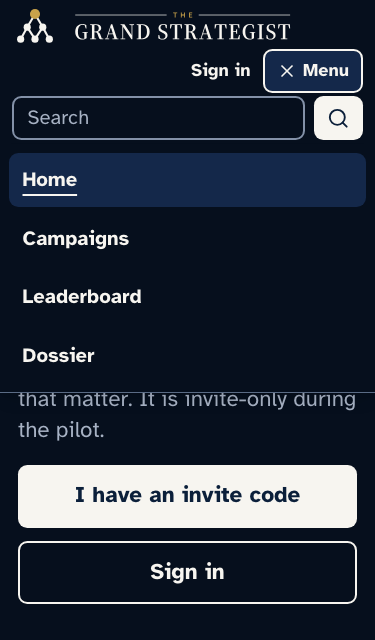 THE
GRAND STRATEGIST
Sign in
Menu
Search
Home
Campaigns
Leaderboard
Dossier
that matter. It is invite-only during
the pilot.
I have an invite code
Sign in